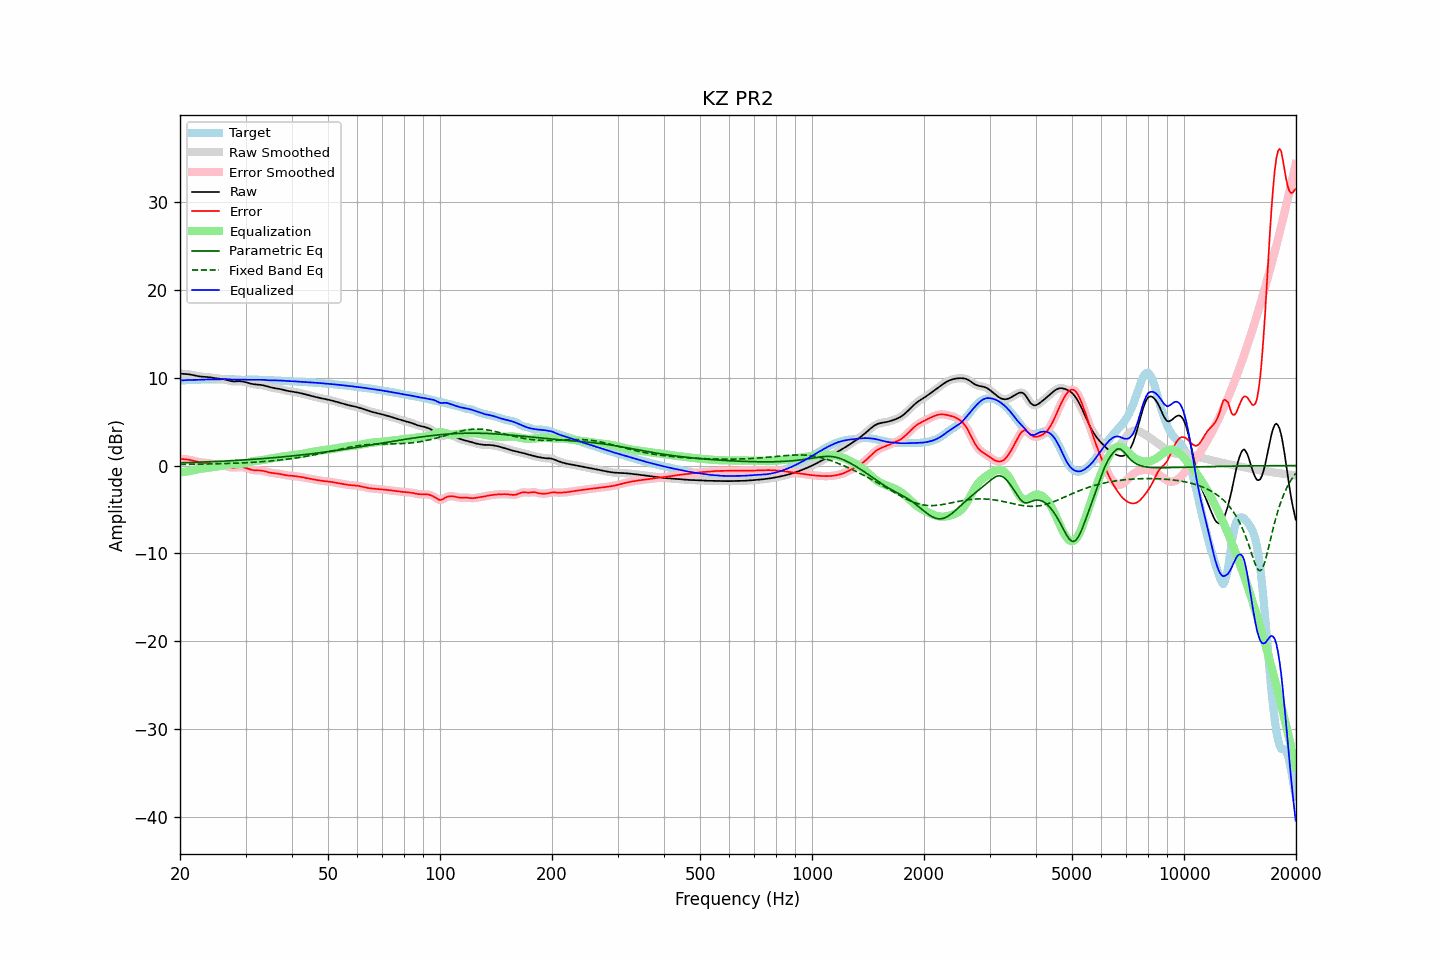 KZ PR2
Target
Raw Smoothed
Error Smoothed
Raw
Error
Equalization
Parametric Eq
Fixed Band Eq
Equalized
30
20
10
0
−10
−20
−30
−40
Amplitude (dBr)
20 50 100 200 500 1000 2000 5000 10000 20000
Frequency (Hz)